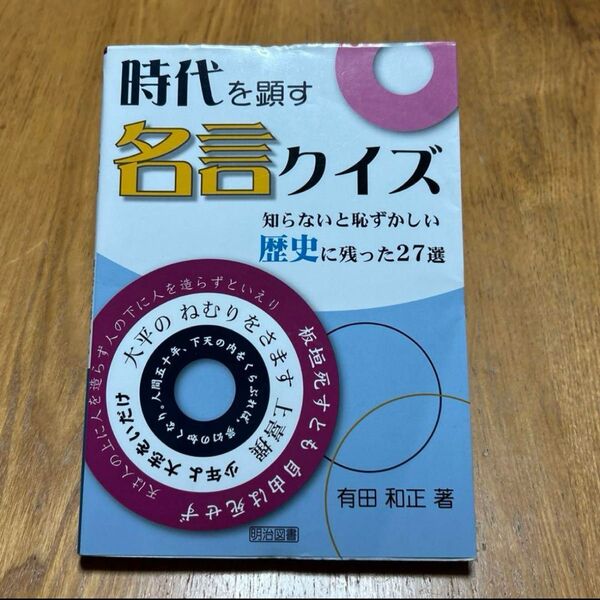 時代を顕す
名言クイズ
知らないと恥ずかしい
歴史に残った27選
天は人の上に人を造らず人の下に人を造らずといえり
板垣死すとも自由は死せず
太平の ねむりをさます 上喜撰
少年よ 大志をいだけ
人間五十年、下天の内をくらぶれば、夢幻の如くなり。
有田 和正 著
明治図書